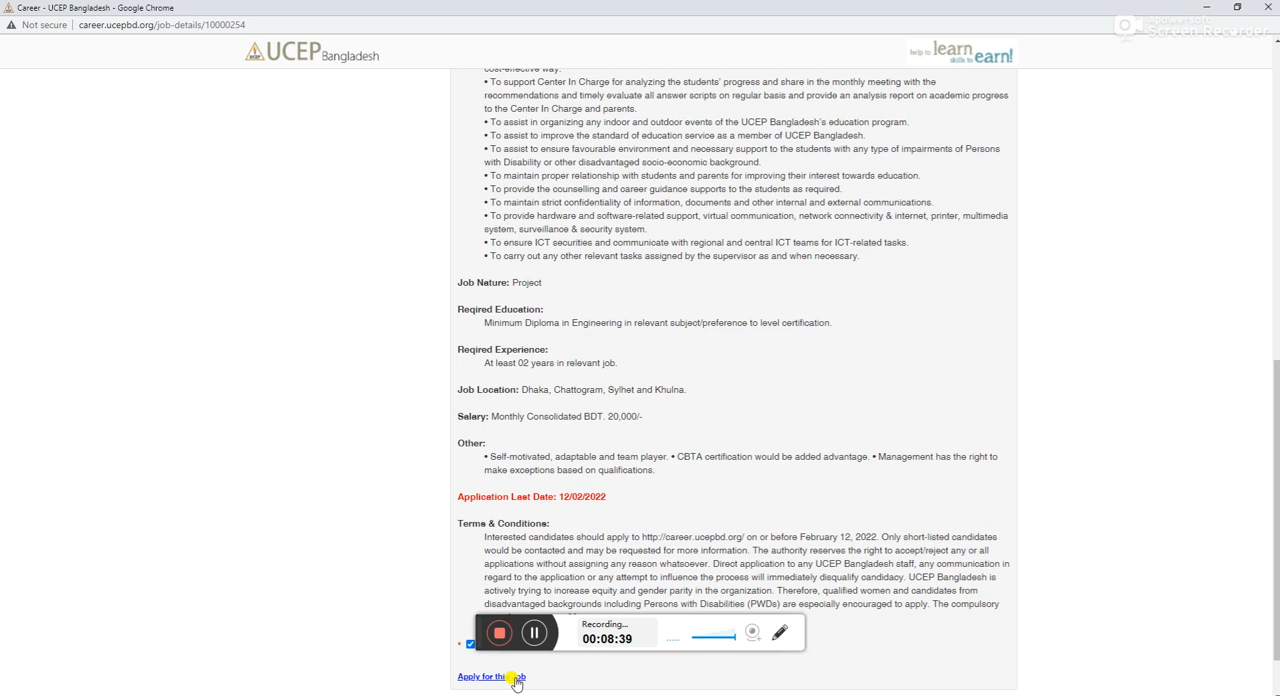 Career - UCEP Bangladesh - Google Chrome
Not secure | career.ucepbd.org/job-details/10000254
Apowersoft
Screen Recorder
UCEP Bangladesh
help to learn
skills to earn!
cost-effective way.
• To support Center In Charge for analyzing the students' progress and share in the monthly meeting with the
recommendations and timely evaluate all answer scripts on regular basis and provide an analysis report on academic progress
to the Center In Charge and parents.
• To assist in organizing any indoor and outdoor events of the UCEP Bangladesh's education program.
• To assist to improve the standard of education service as a member of UCEP Bangladesh.
• To assist to ensure favourable environment and necessary support to the students with any type of impairments of Persons
with Disability or other disadvantaged socio-economic background.
• To maintain proper relationship with students and parents for improving their interest towards education.
• To provide the counselling and career guidance supports to the students as required.
• To maintain strict confidentiality of information, documents and other internal and external communications.
• To provide hardware and software-related support, virtual communication, network connectivity & internet, printer, multimedia
system, surveillance & security system.
• To ensure ICT securities and communicate with regional and central ICT teams for ICT-related tasks.
• To carry out any other relevant tasks assigned by the supervisor as and when necessary.
Job Nature: Project
Reqired Education:
Minimum Diploma in Engineering in relevant subject/preference to level certification.
Reqired Experience:
At least 02 years in relevant job.
Job Location: Dhaka, Chattogram, Sylhet and Khulna.
Salary: Monthly Consolidated BDT. 20,000/-
Other:
• Self-motivated, adaptable and team player. • CBTA certification would be added advantage. • Management has the right to
make exceptions based on qualifications.
Application Last Date: 12/02/2022
Terms & Conditions:
Interested candidates should apply to http://career.ucepbd.org/ on or before February 12, 2022. Only short-listed candidates
would be contacted and may be requested for more information. The authority reserves the right to accept/reject any or all
applications without assigning any reason whatsoever. Direct application to any UCEP Bangladesh staff, any communication in
regard to the application or any attempt to influence the process will immediately disqualify candidacy. UCEP Bangladesh is
actively trying to increase equity and gender parity in the organization. Therefore, qualified women and candidates from
disadvantaged backgrounds including Persons with Disabilities (PWDs) are especially encouraged to apply. The compulsory
Recording...
00:08:39
*
Apply for this job